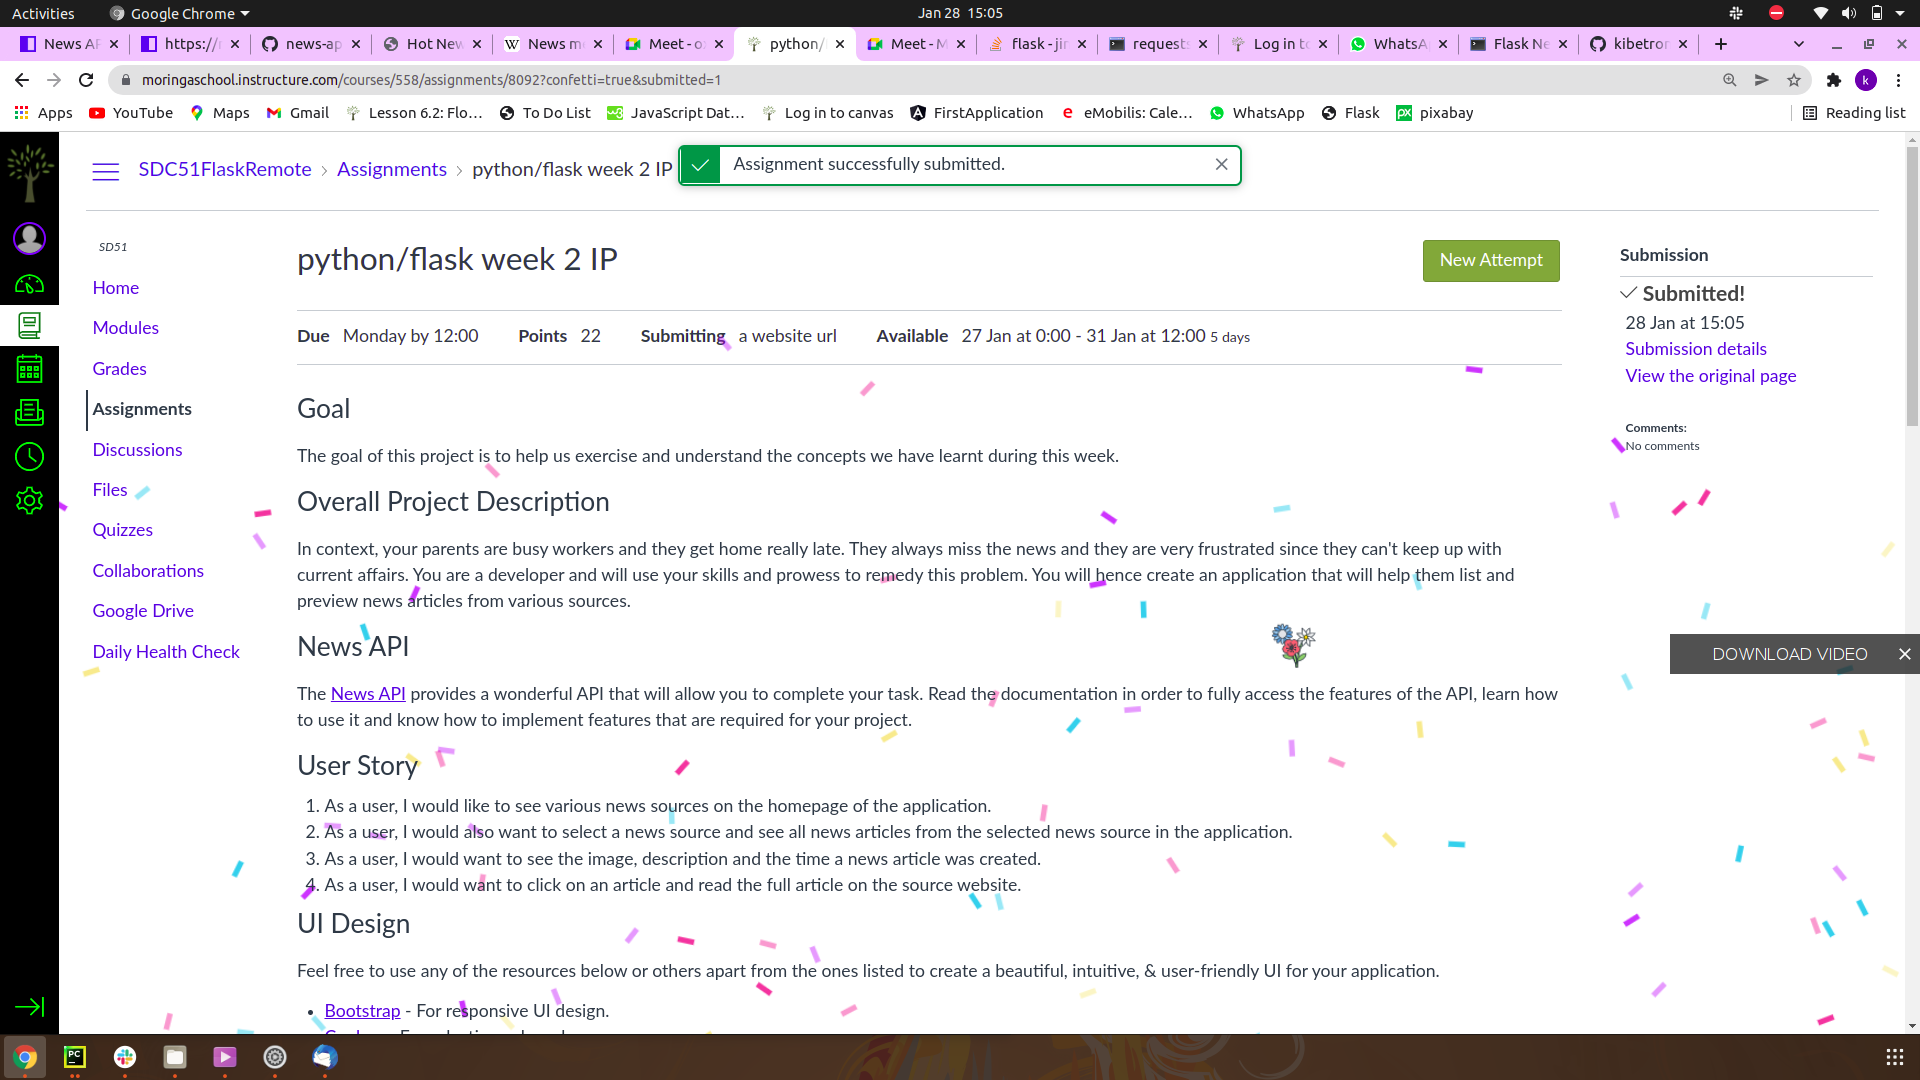 Activities
Google Chrome
Jan 28 15:05
News AP
https://n
news-ap
Hot New
News me
Meet - o
python/
Meet - M
flask - jin
requests
Log in to
WhatsA
Flask Ne
kibetror
moringaschool.instructure.com/courses/558/assignments/8092?confetti=true&submitted=1
k
Apps
YouTube
Maps
Gmail
Lesson 6.2: Flo...
To Do List
JavaScript Dat...
Log in to canvas
FirstApplication
eMobilis: Cale...
WhatsApp
Flask
pixabay
Reading list
SDC51FlaskRemote > Assignments > python/flask week 2 IP
Assignment successfully submitted.
SD51
Home
Modules
Grades
Assignments
Discussions
Files
Quizzes
Collaborations
Google Drive
Daily Health Check
python/flask week 2 IP
New Attempt
Due Monday by 12:00 Points 22 Submitting a website url Available 27 Jan at 0:00 - 31 Jan at 12:00 5 days
Goal
The goal of this project is to help us exercise and understand the concepts we have learnt during this week.
Overall Project Description
In context, your parents are busy workers and they get home really late. They always miss the news and they are very frustrated since they can't keep up with
current affairs. You are a developer and will use your skills and prowess to remedy this problem. You will hence create an application that will help them list and
preview news articles from various sources.
News API
The News API provides a wonderful API that will allow you to complete your task. Read the documentation in order to fully access the features of the API, learn how
to use it and know how to implement features that are required for your project.
User Story
1. As a user, I would like to see various news sources on the homepage of the application.
2. As a user, I would also want to select a news source and see all news articles from the selected news source in the application.
3. As a user, I would want to see the image, description and the time a news article was created.
4. As a user, I would want to click on an article and read the full article on the source website.
UI Design
Feel free to use any of the resources below or others apart from the ones listed to create a beautiful, intuitive, & user-friendly UI for your application.
• Bootstrap - For responsive UI design.
Submission
Submitted!
28 Jan at 15:05
Submission details
View the original page
Comments:
No comments
DOWNLOAD VIDEO